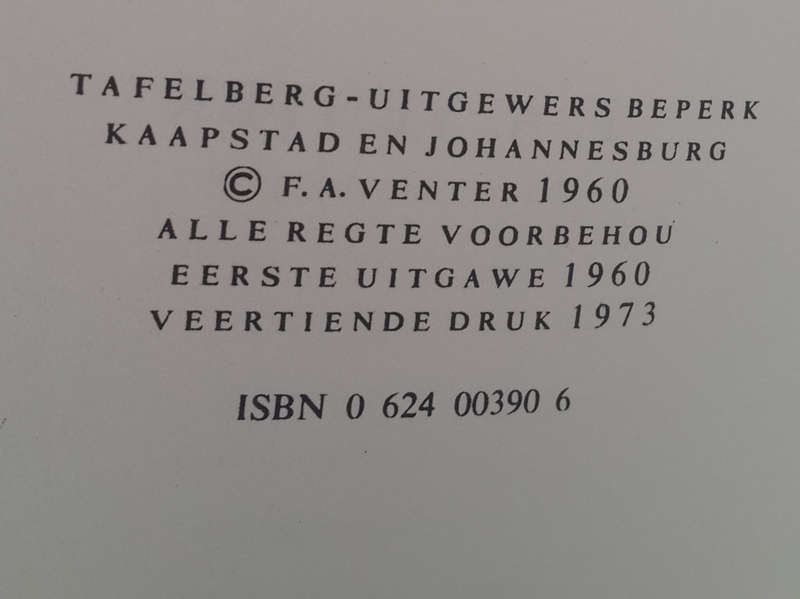 TAFELBERG-UITGEWERS BEPERK
KAAPSTAD EN JOHANNESBURG
© F. A. VENTER 1960
ALLE REGTE VOORBEHOU
EERSTE UITGAWE 1960
VEERTIENDE DRUK 1973
ISBN 0 624 00390 6